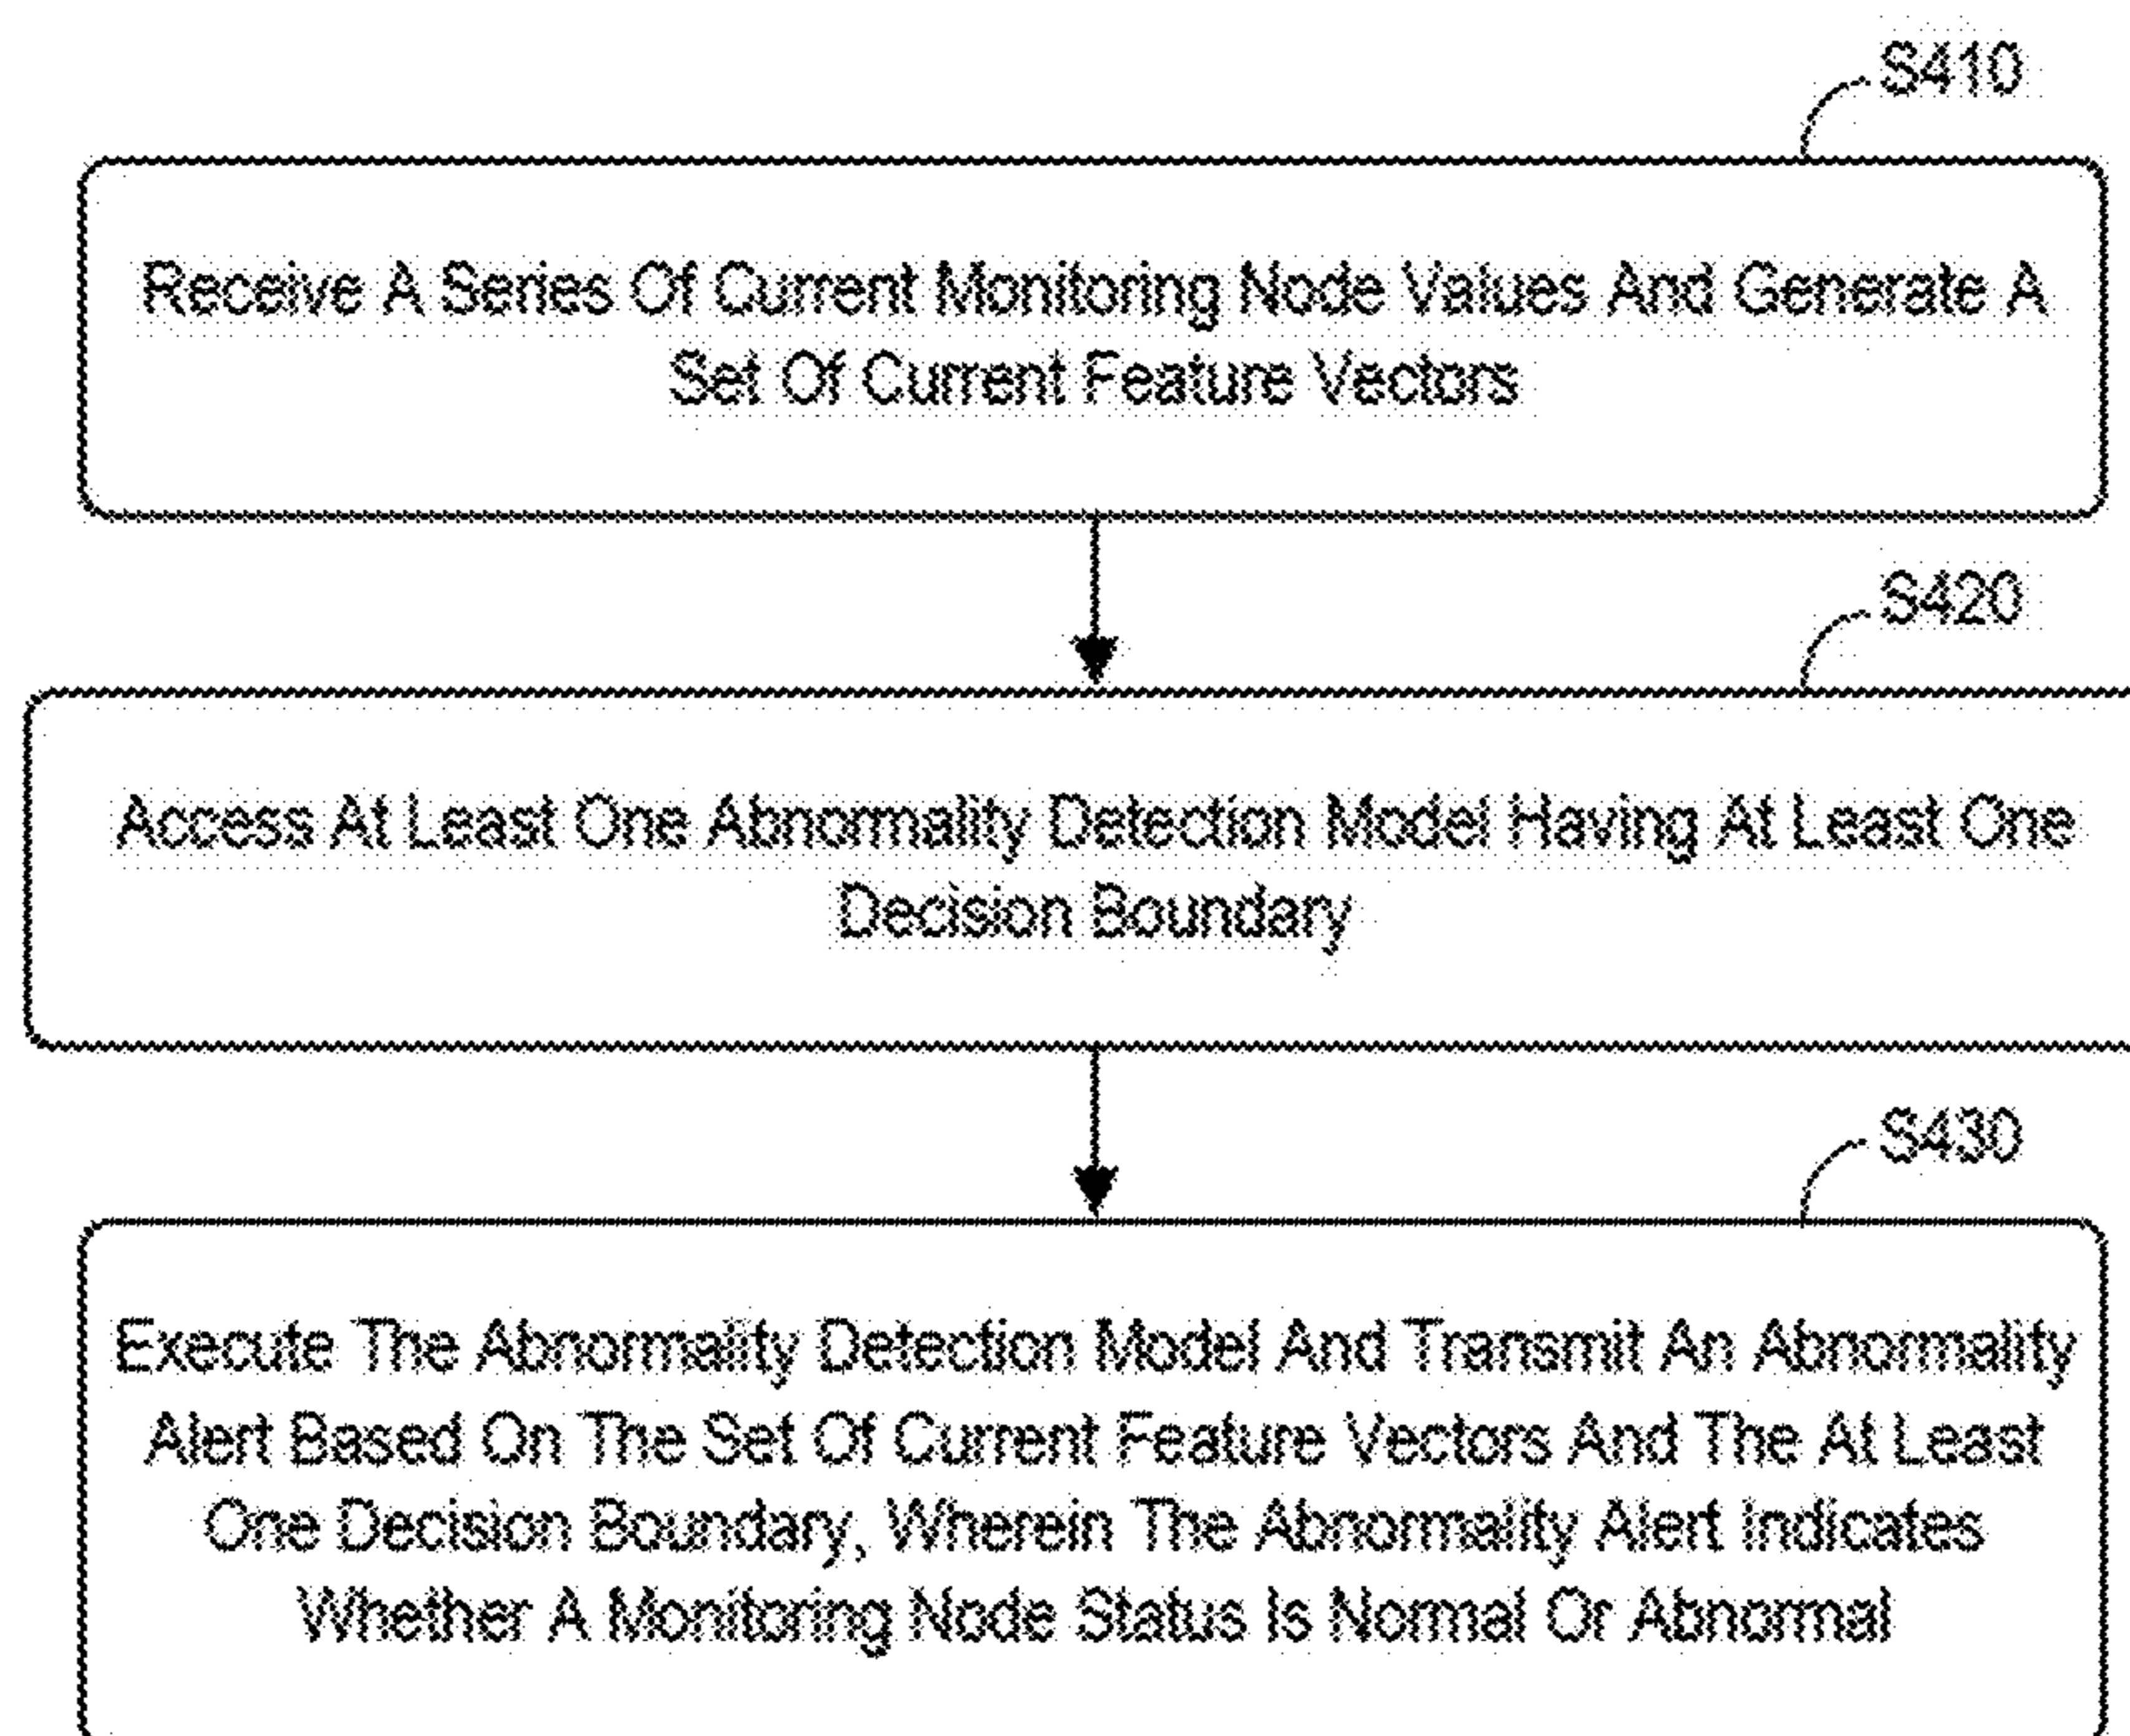 S410
Receive A Series Of Current Monitoring Node Values And Generate A
Set Of Current Feature Vectors
S420
Access At Least One Abnormality Detection Model Having At Least One
Decision Boundary
S430
Execute The Abnormality Detection Model And Transmit An Abnormality
Alert Based On The Set Of Current Feature Vectors And The At Least
One Decision Boundary, Wherein The Abnormality Alert Indicates
Whether A Monitoring Node Status Is Normal Or Abnormal